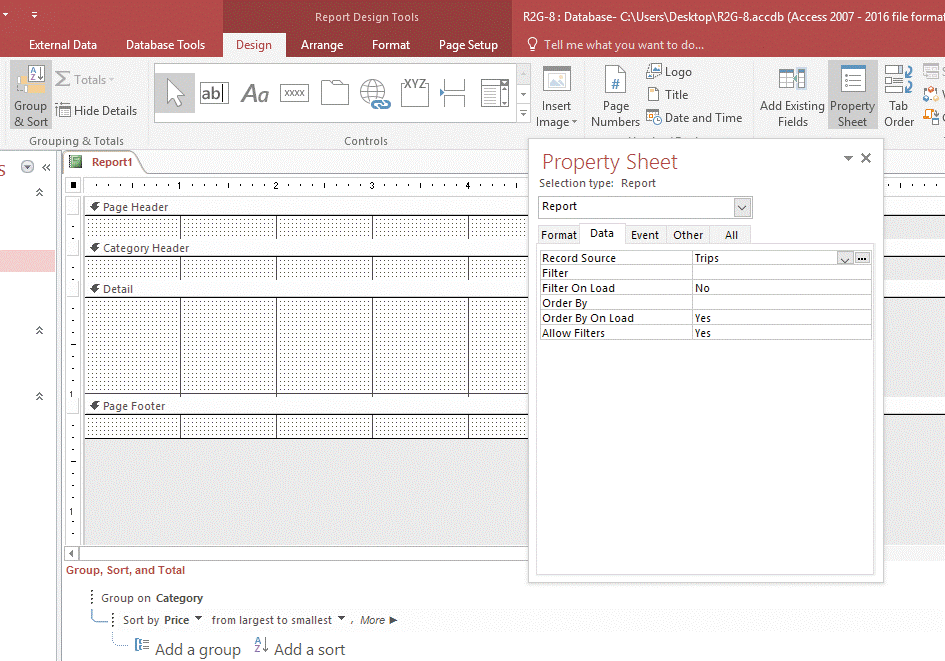 Report Design Tools
R2G-8 : Database- C:\Users\Desktop\R2G-8.accdb (Access 2007 - 2016 file format
External Data Database Tools Design Arrange Format Page Setup Tell me what you want to do...
Group
& Sort
Totals
Hide Details
Grouping & Totals
ab
Aa
xxxx
XYZ
Controls
Insert
Image
Page
Numbers
Logo
Title
Date and Time
Add Existing
Fields
Property
Sheet
Tab
Order
Report1
1 2 3 4
Page Header
Category Header
Detail
1
Page Footer
1
Property Sheet
Selection type: Report
Report
Format Data Event Other All
Record Source Trips
Filter
Filter On Load No
Order By
Order By On Load Yes
Allow Filters Yes
Group, Sort, and Total
Group on Category
Sort by Price from largest to smallest , More
Add a group Add a sort